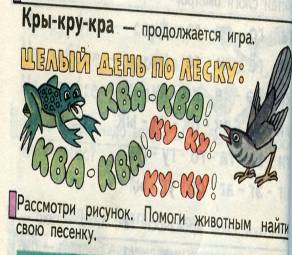 Кры-кру-кра — продолжается игра.
ЦЕЛЫЙ ДЕНЬ ПО ЛЕСКУ:
КВА-КВА!
КУ-КУ!
КВА-КВА!
КУ-КУ!
Рассмотри рисунок. Помоги животным найти
свою песенку.